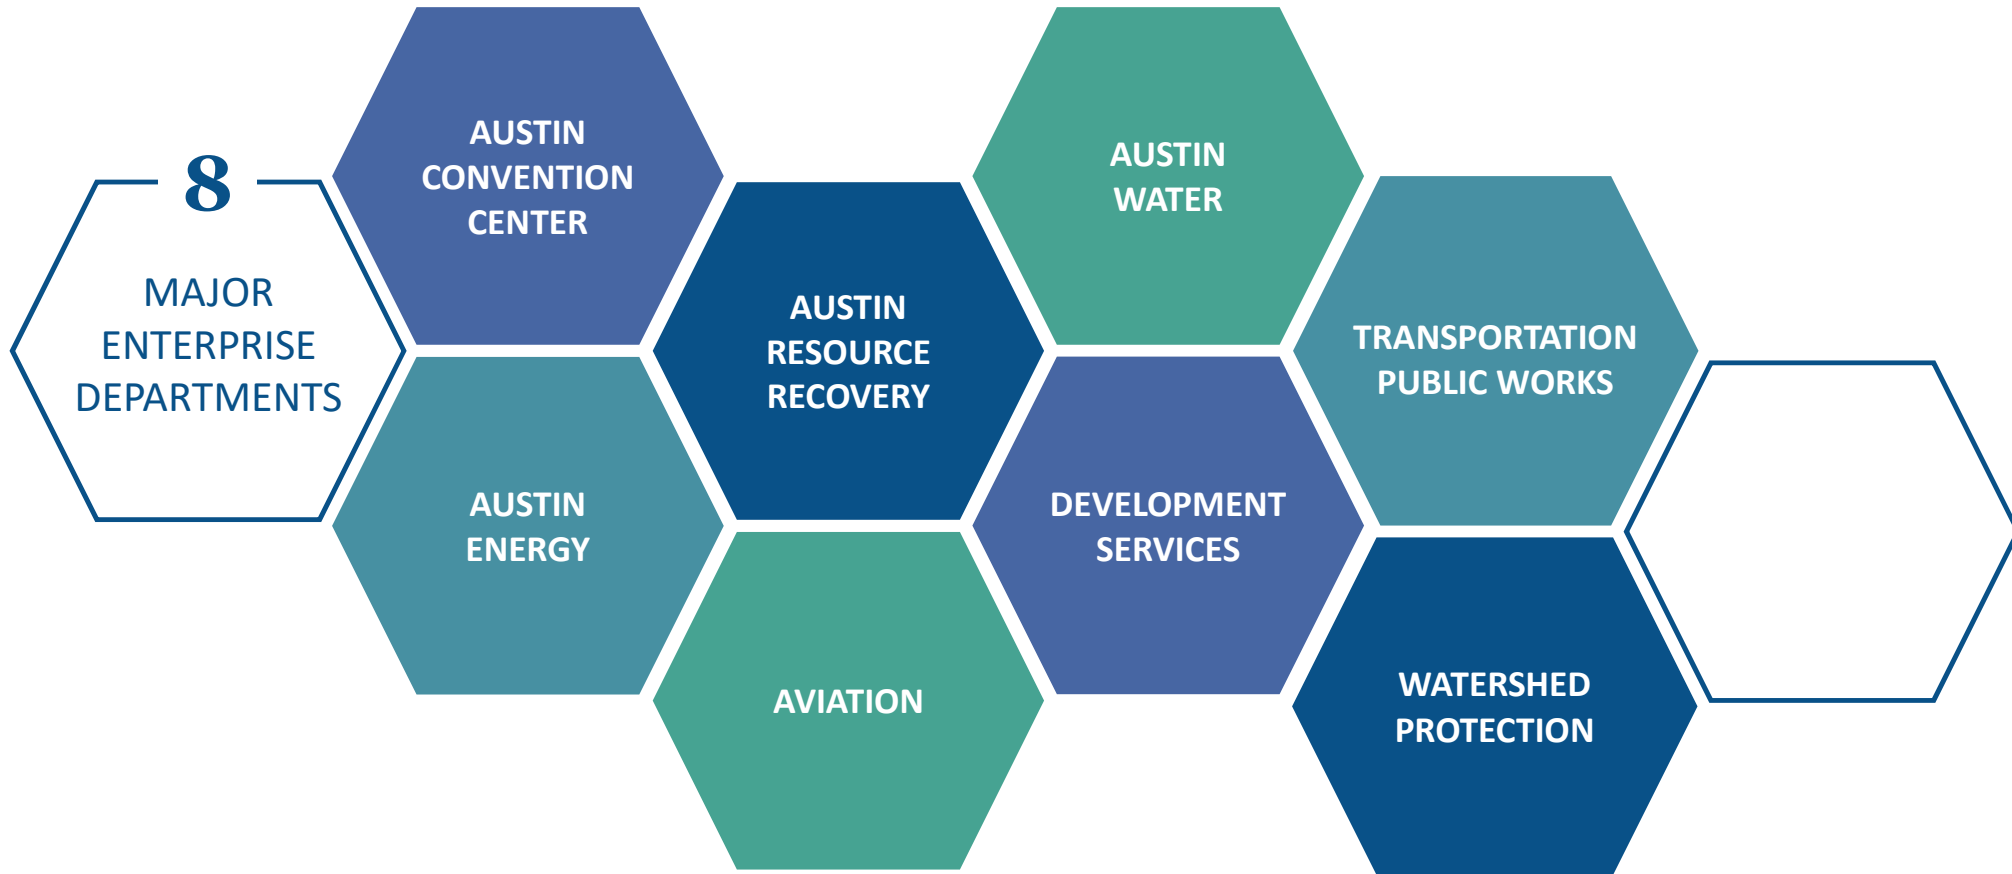 8
MAJOR
ENTERPRISE
DEPARTMENTS
AUSTIN
CONVENTION
CENTER
AUSTIN
ENERGY
AUSTIN
RESOURCE
RECOVERY
AVIATION
AUSTIN
WATER
DEVELOPMENT
SERVICES
TRANSPORTATION
PUBLIC WORKS
WATERSHED
PROTECTION